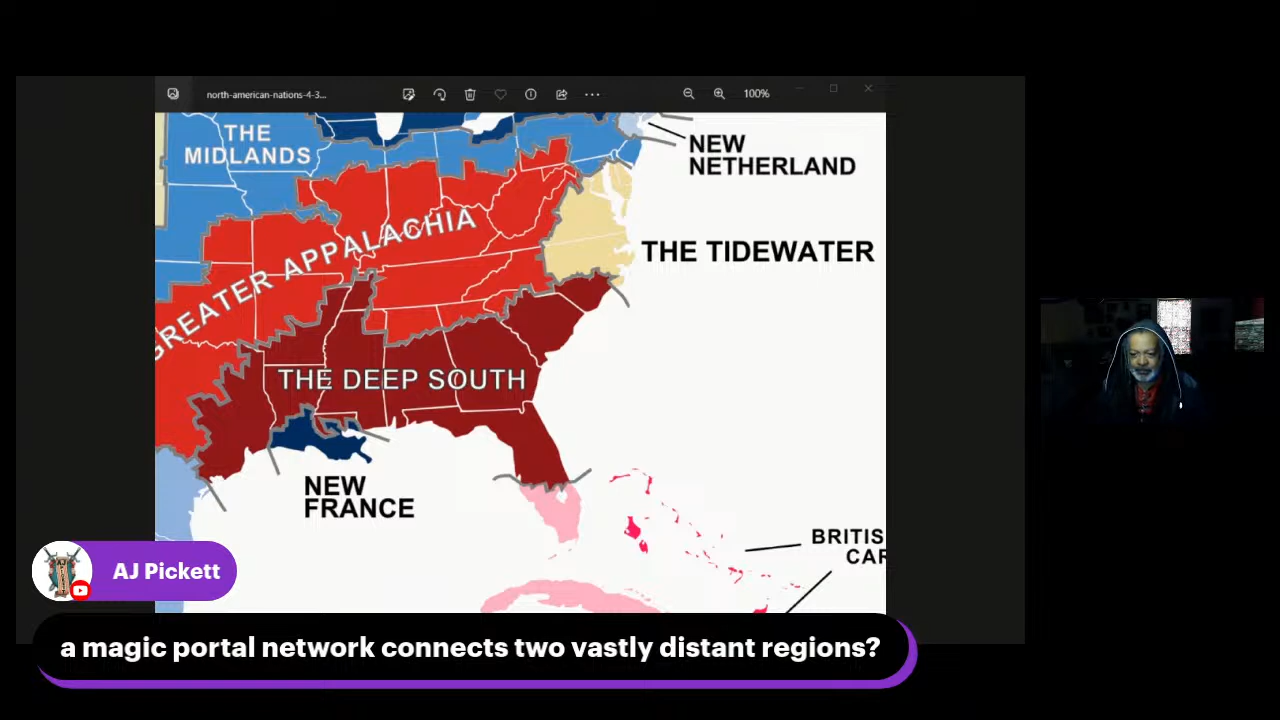 north-american-nations-4-3...
100%
THE
MIDLANDS
NEW
NETHERLAND
GREATER APPALACHIA
THE TIDEWATER
THE DEEP SOUTH
NEW
FRANCE
BRITIS
CAR
AJ Pickett
a magic portal network connects two vastly distant regions?